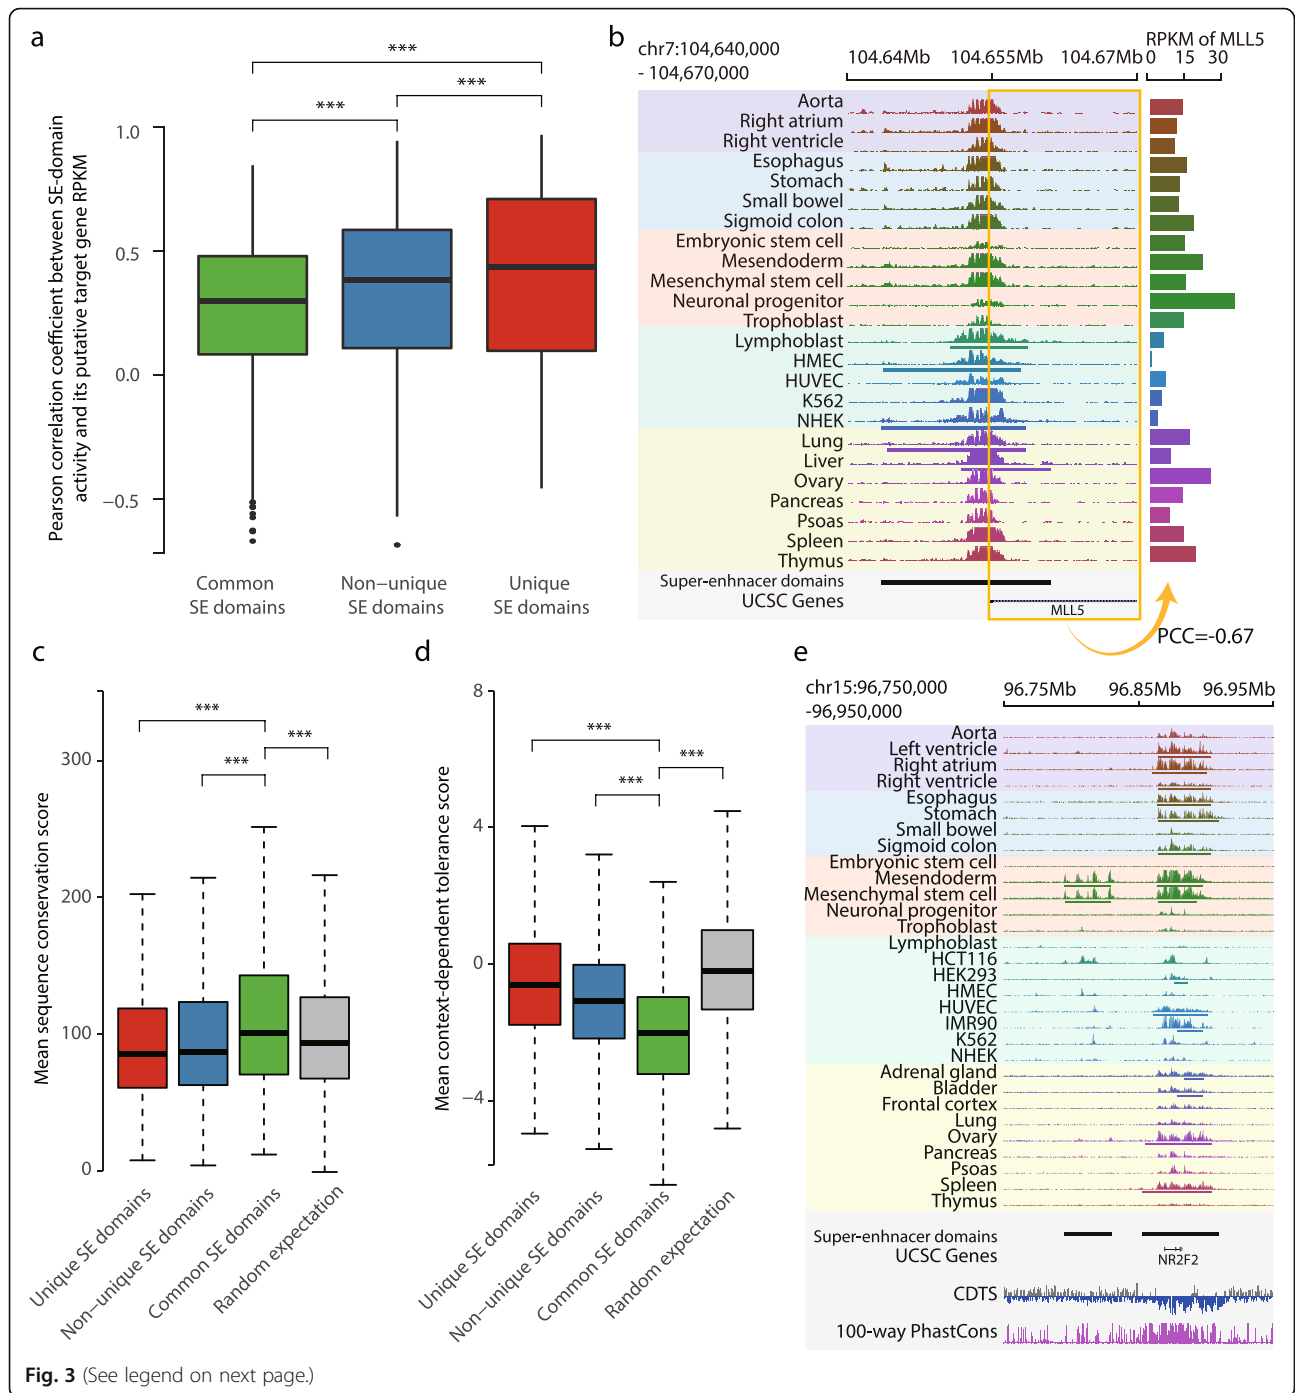 a
***
***
***
1.0
0.5
0.0
−0.5
Pearson correlation coefficient between SE-domain
activity and its putative target gene RPKM
Common
SE domains
Non−unique
SE domains
Unique
SE domains
b
chr7:104,640,000
- 104,670,000
104.64Mb 104.655Mb 104.67Mb
RPKM of MLL5
0 15 30
Aorta
Right atrium
Right ventricle
Esophagus
Stomach
Small bowel
Sigmoid colon
Embryonic stem cell
Mesendoderm
Mesenchymal stem cell
Neuronal progenitor
Trophoblast
Lymphoblast
HMEC
HUVEC
K562
NHEK
Lung
Liver
Ovary
Pancreas
Psoas
Spleen
Thymus
Super-enhnacer domains
UCSC Genes
MLL5
PCC=-0.67
c
***
***
***
300
200
100
0
Mean sequence conservation score
Unique SE domains
Non−unique SE domains
Common SE domains
Random expectation
d
***
***
***
8
4
0
−4
Mean context-dependent tolerance score
Unique SE domains
Non−unique SE domains
Common SE domains
Random expectation
e
chr15:96,750,000
-96,950,000
96.75Mb 96.85Mb 96.95Mb
Aorta
Left ventricle
Right atrium
Right ventricle
Esophagus
Stomach
Small bowel
Sigmoid colon
Embryonic stem cell
Mesendoderm
Mesenchymal stem cell
Neuronal progenitor
Trophoblast
Lymphoblast
HCT116
HEK293
HMEC
HUVEC
IMR90
K562
NHEK
Adrenal gland
Bladder
Frontal cortex
Lung
Ovary
Pancreas
Psoas
Spleen
Thymus
Super-enhnacer domains
UCSC Genes
NR2F2
CDTS
100-way PhastCons
Fig. 3 (See legend on next page.)